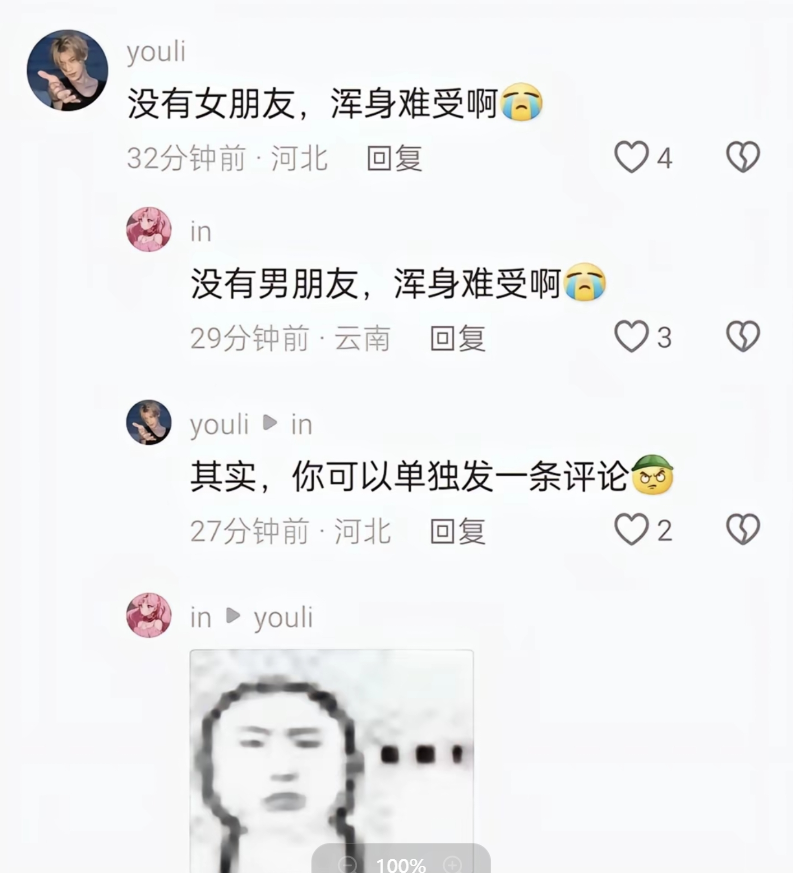 youli
没有女朋友，浑身难受啊😭
32分钟前 · 河北 回复 4
in
没有男朋友，浑身难受啊😭
29分钟前 · 云南 回复 3
youli ▶ in
其实，你可以单独发一条评论
27分钟前 · 河北 回复 2
in ▶ youli
100%